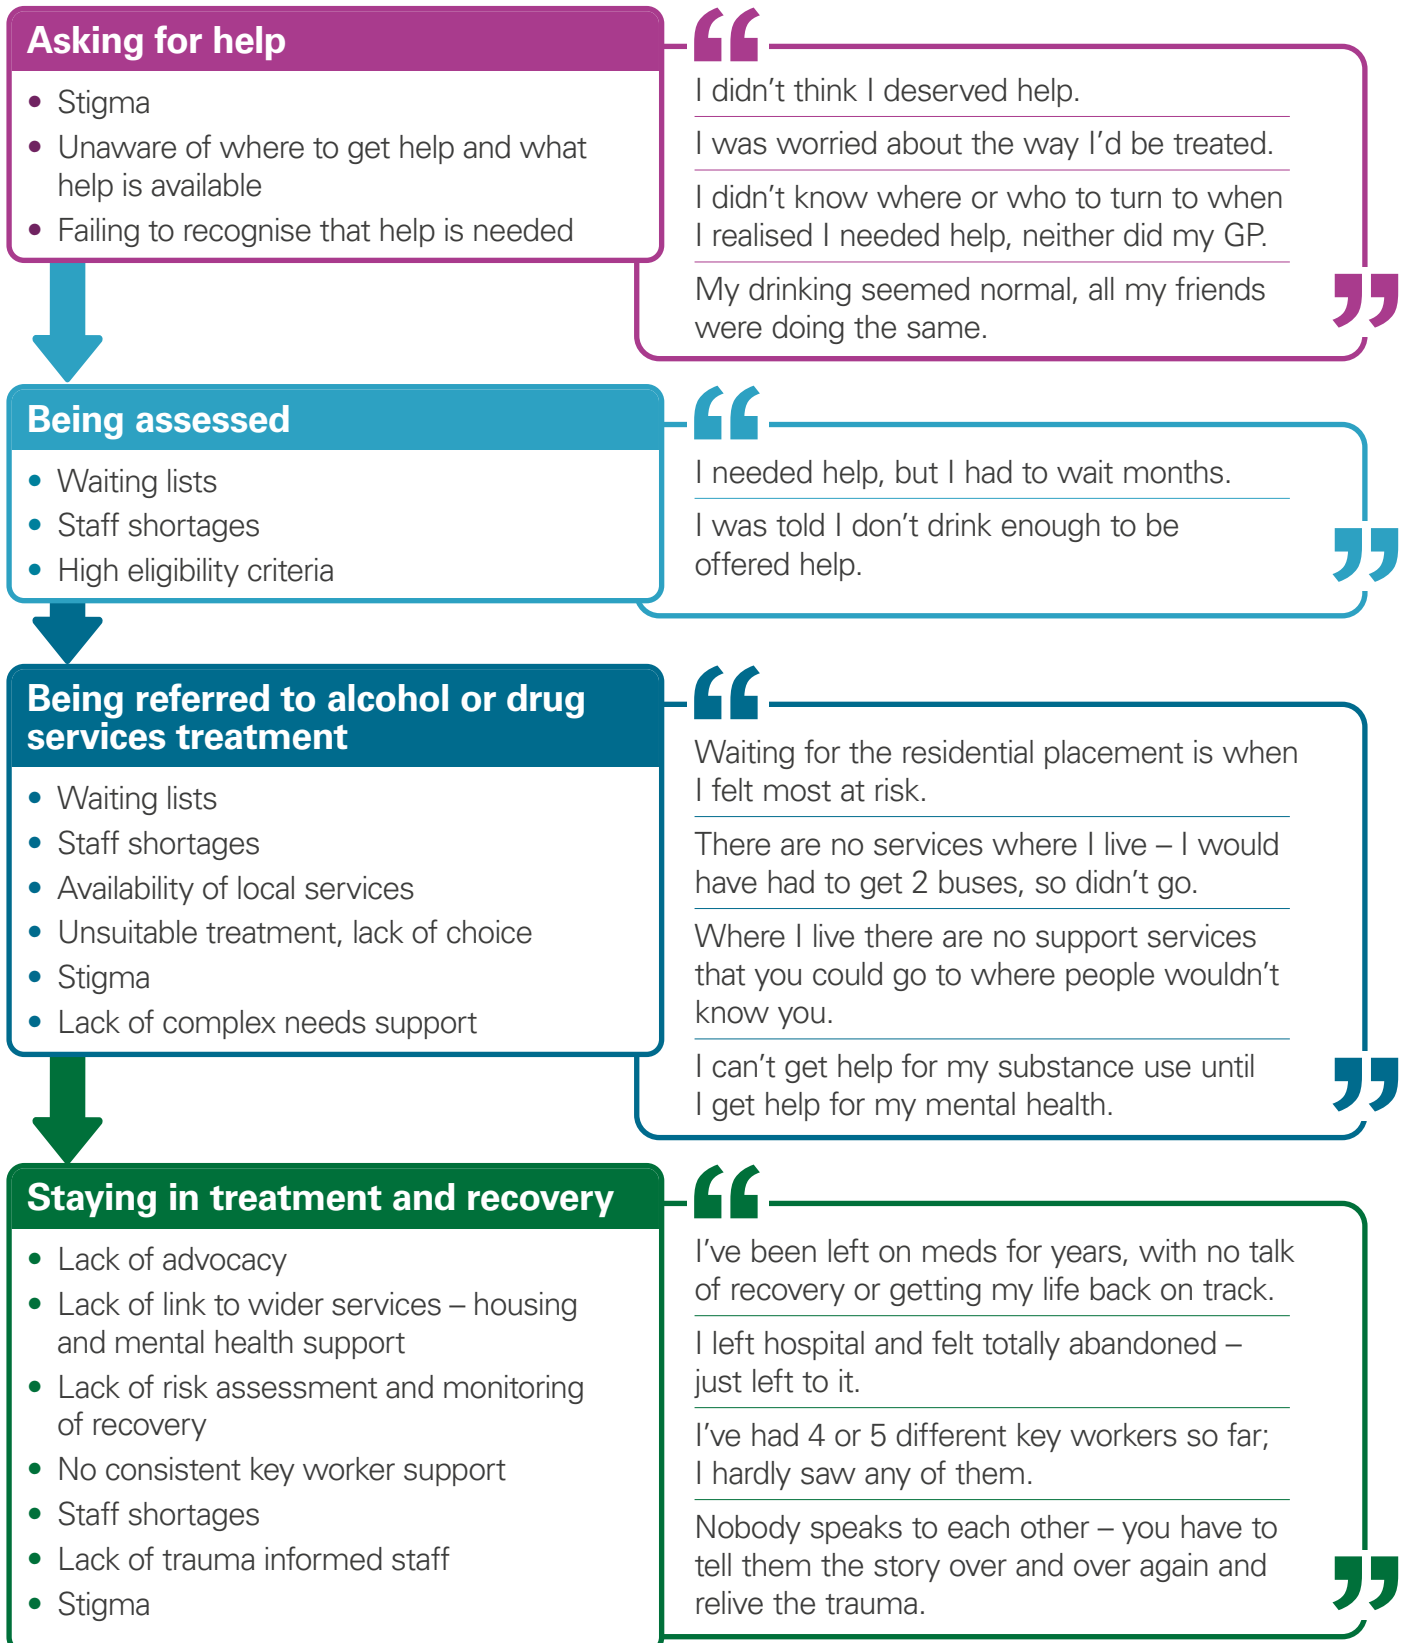 Asking for help
• Stigma
• Unaware of where to get help and what
help is available
• Failing to recognise that help is needed
“
I didn’t think I deserved help.
I was worried about the way I’d be treated.
I didn’t know where or who to turn to when
I realised I needed help, neither did my GP.
My drinking seemed normal, all my friends
were doing the same.
”
Being assessed
• Waiting lists
• Staff shortages
• High eligibility criteria
“
I needed help, but I had to wait months.
I was told I don’t drink enough to be
offered help.
”
Being referred to alcohol or drug
services treatment
• Waiting lists
• Staff shortages
• Availability of local services
• Unsuitable treatment, lack of choice
• Stigma
• Lack of complex needs support
“
Waiting for the residential placement is when
I felt most at risk.
There are no services where I live – I would
have had to get 2 buses, so didn’t go.
Where I live there are no support services
that you could go to where people wouldn’t
know you.
I can’t get help for my substance use until
I get help for my mental health.
”
Staying in treatment and recovery
• Lack of advocacy
• Lack of link to wider services – housing
and mental health support
• Lack of risk assessment and monitoring
of recovery
• No consistent key worker support
• Staff shortages
• Lack of trauma informed staff
• Stigma
“
I’ve been left on meds for years, with no talk
of recovery or getting my life back on track.
I left hospital and felt totally abandoned –
just left to it.
I’ve had 4 or 5 different key workers so far;
I hardly saw any of them.
Nobody speaks to each other – you have to
tell them the story over and over again and
relive the trauma.
”